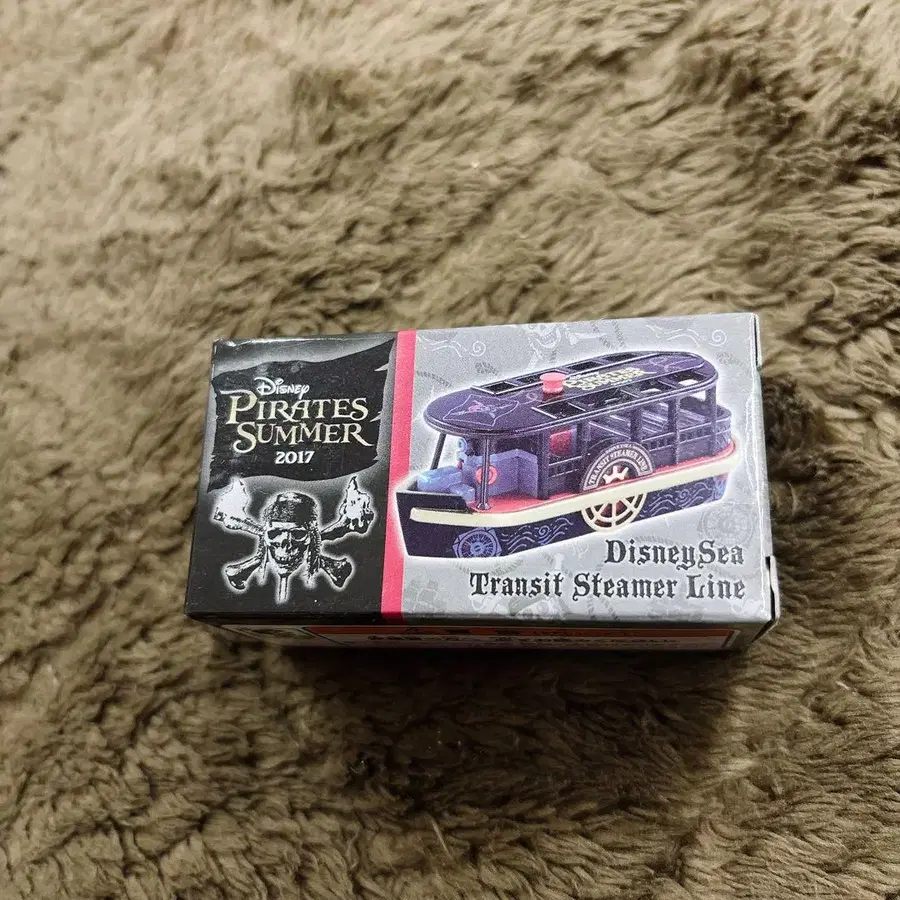 Disney
PIRATES
SUMMER
2017
TRANSIT STEAMER LINE
DisneySea
Transit Steamer Line